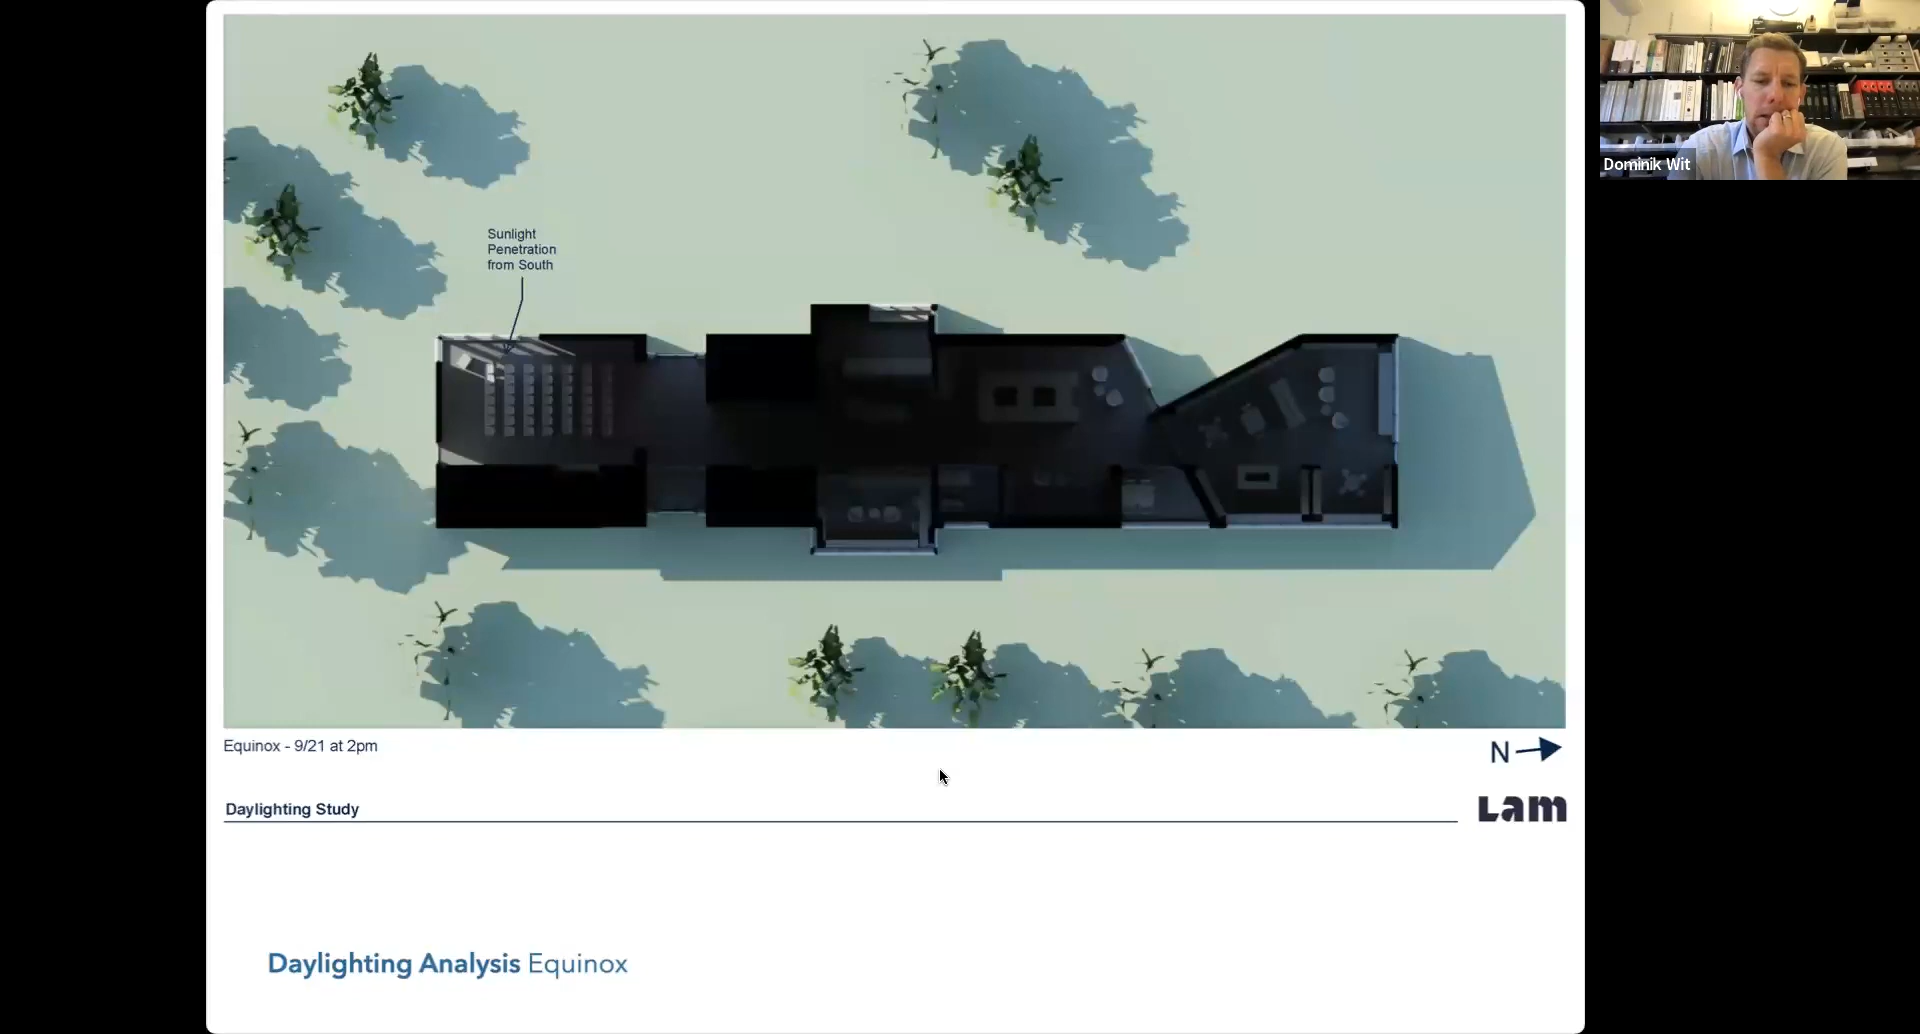 Dominik Wit
Sunlight
Penetration
from South
Equinox - 9/21 at 2pm
N
Daylighting Study
Lam
Daylighting Analysis Equinox